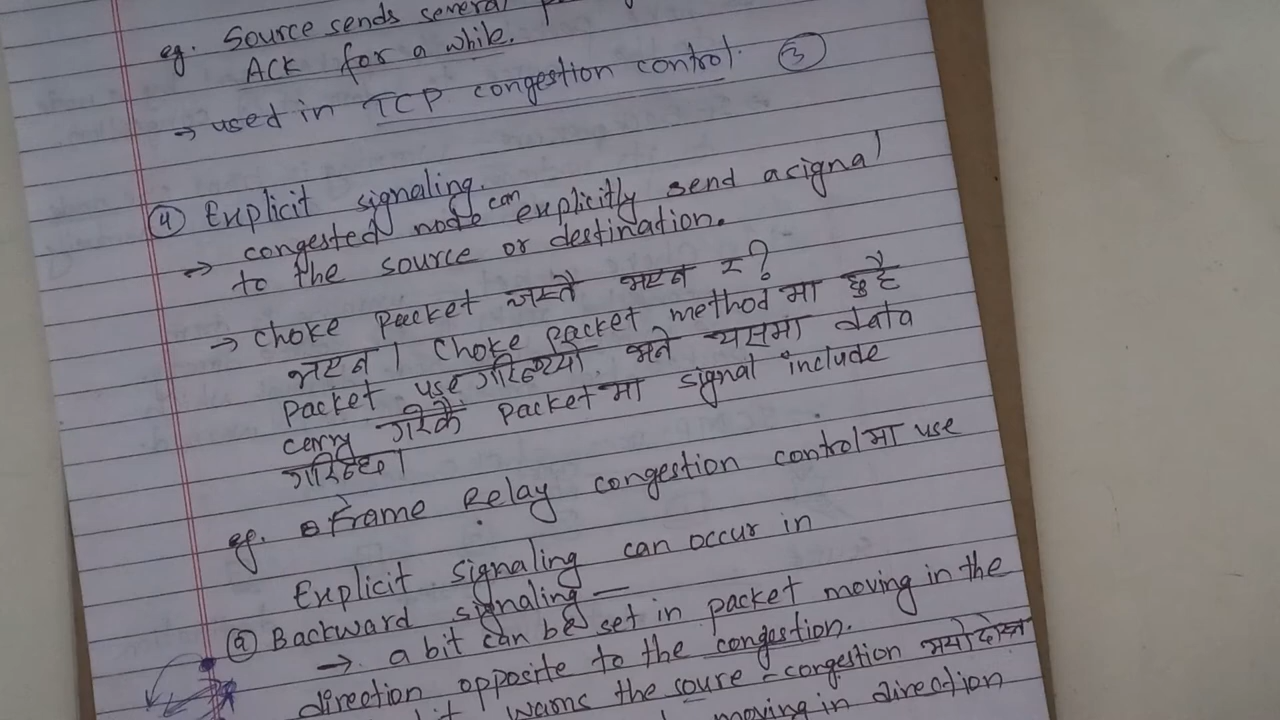 eg. Source sends several
ACK for a while.
→ used in TCP congestion control. ③
④ Explicit signaling.
→ congested node can explicitly send a signal
to the source or destination.
→ choke packet जस्तै भएन र?
भएन। Choke packet method मा छुट्टै
packet use गरिन्थ्यो भने यसमा data
carry गरेकै packet मा signal include
गरिन्छ।
eg. Frame Relay congestion control मा use
Explicit signaling can occur in
ⓐ Backward signaling —
→ a bit can be set in packet moving in the
direction opposite to the congestion.
warns the soure - congestion भयो दोस्त
moving in direction